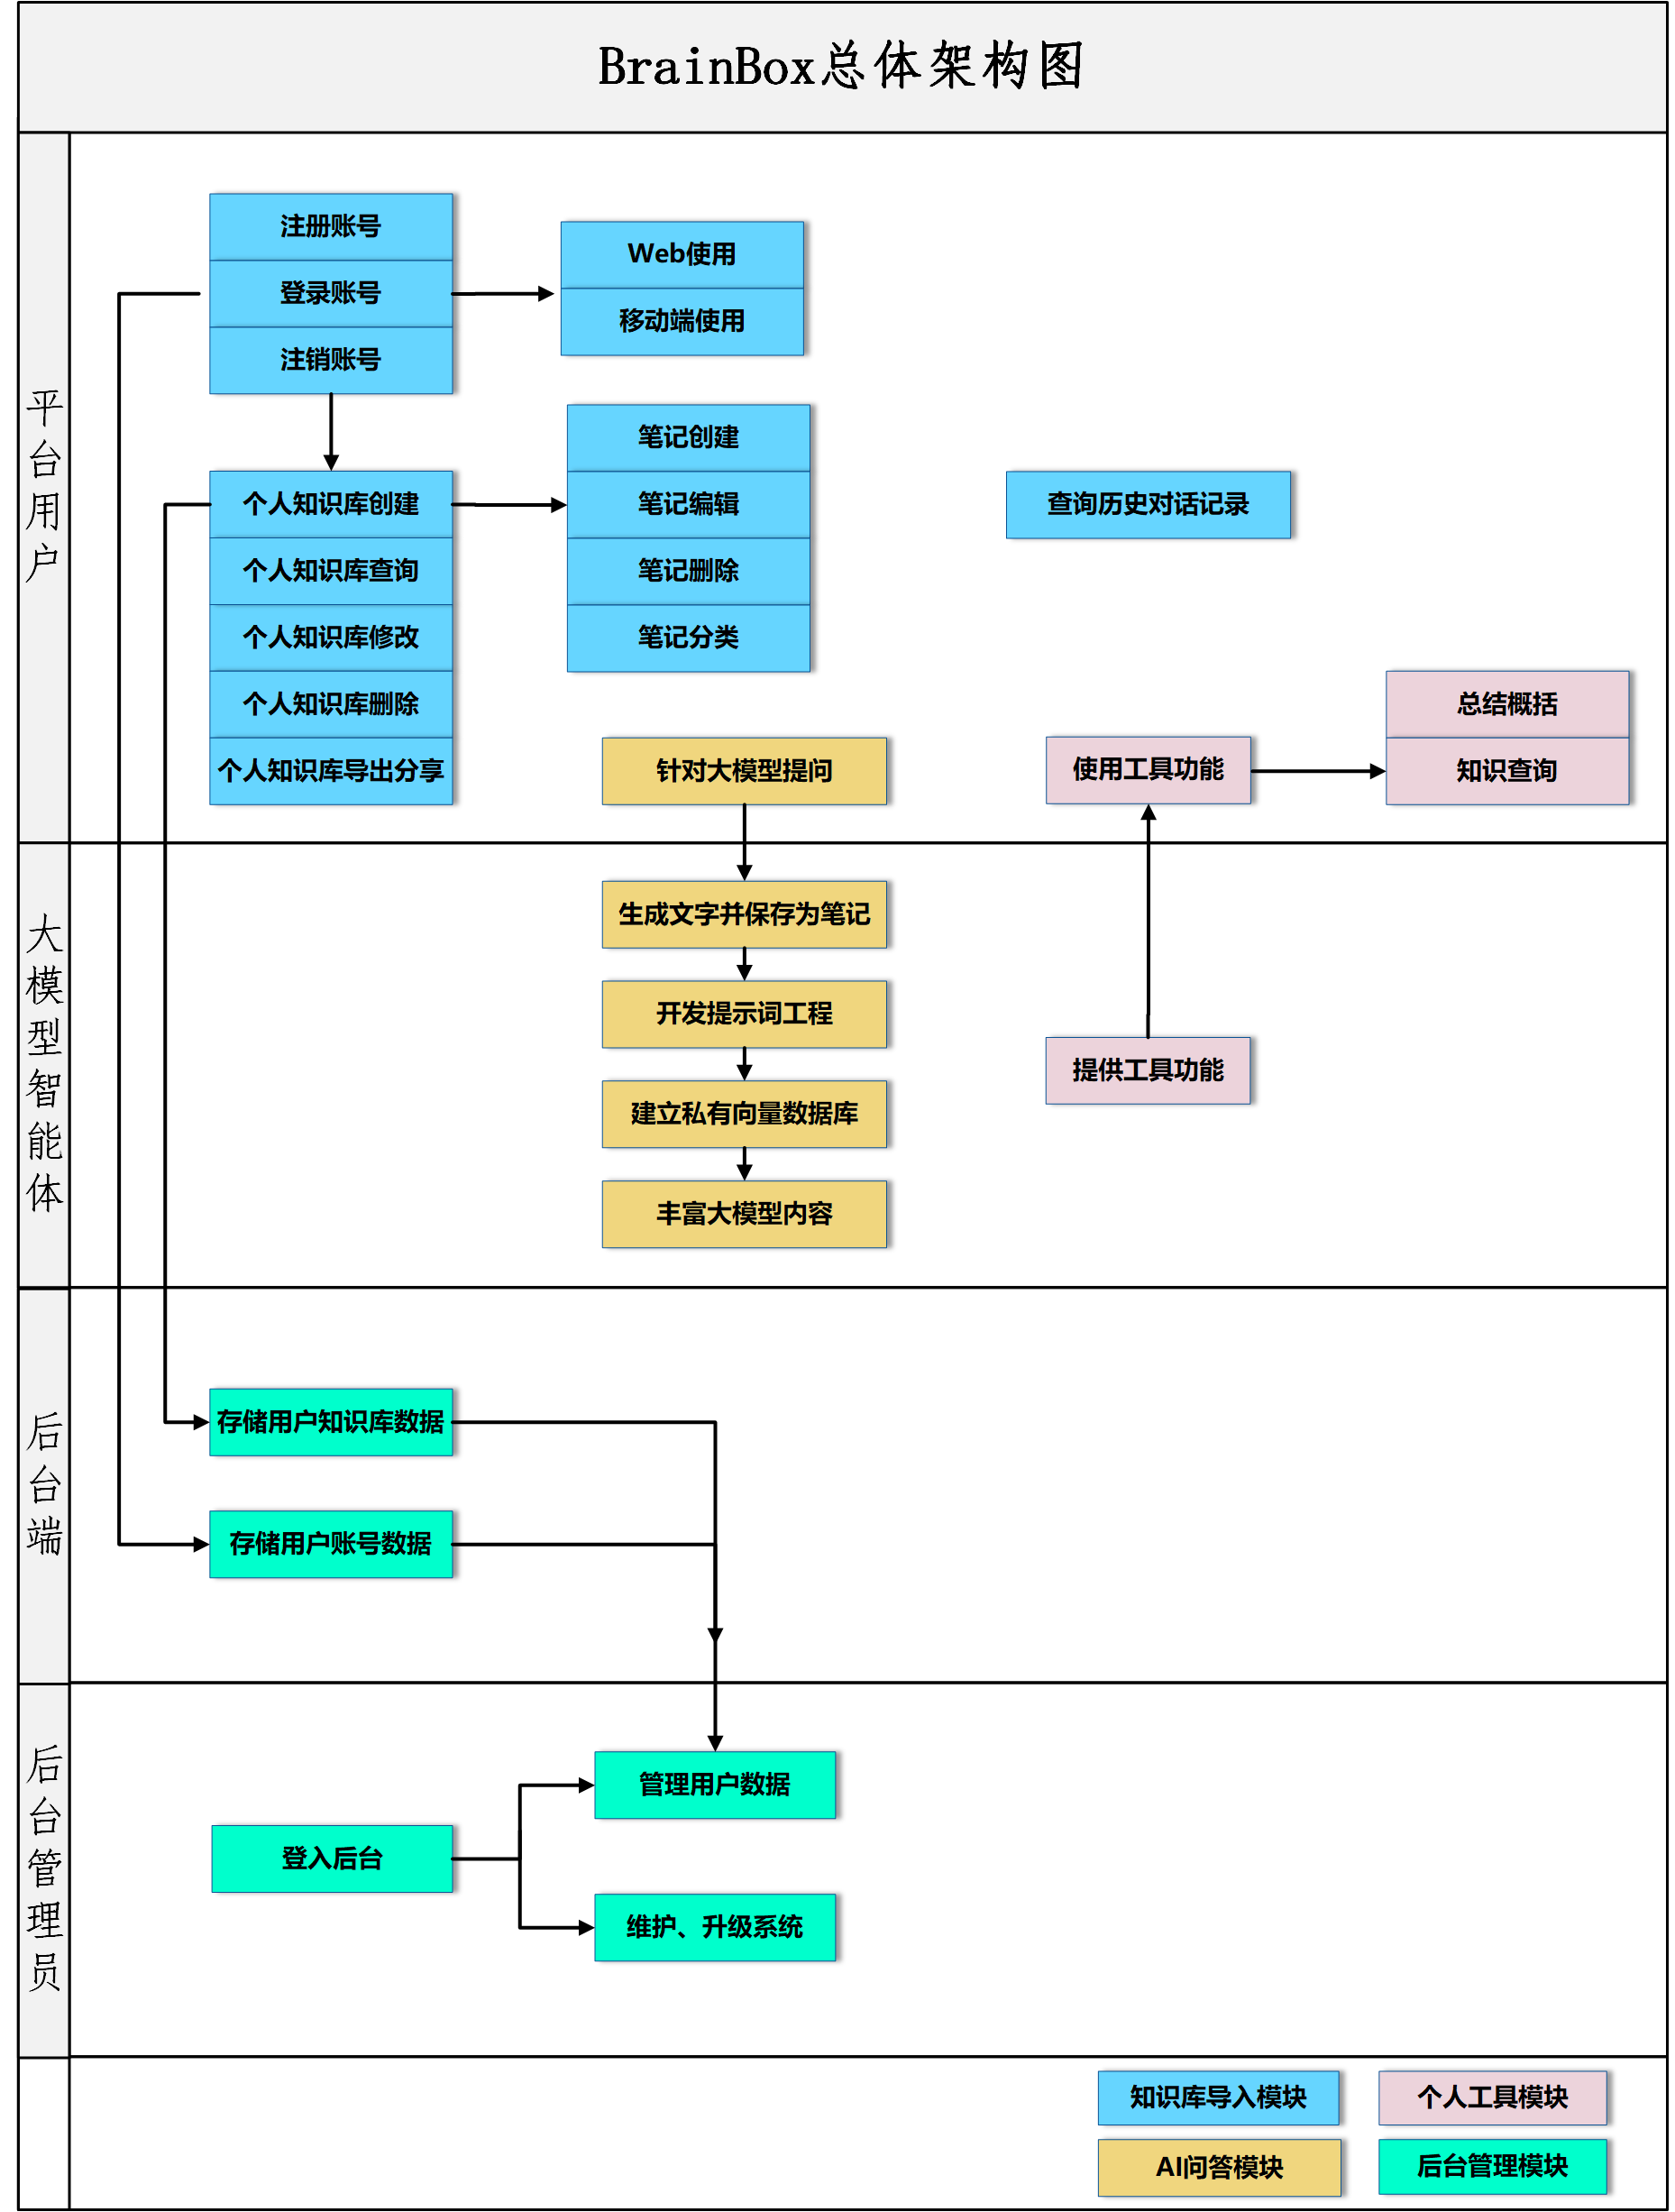 BrainBox总体架构图
平台用户
注册账号
登录账号
注销账号
Web使用
移动端使用
个人知识库创建
个人知识库查询
个人知识库修改
个人知识库删除
个人知识库导出分享
笔记创建
笔记编辑
笔记删除
笔记分类
查询历史对话记录
针对大模型提问
使用工具功能
总结概括
知识查询
大模型智能体
生成文字并保存为笔记
开发提示词工程
建立私有向量数据库
丰富大模型内容
提供工具功能
后台端
存储用户知识库数据
存储用户账号数据
后台管理员
登入后台
管理用户数据
维护、升级系统
知识库导入模块
个人工具模块
AI问答模块
后台管理模块